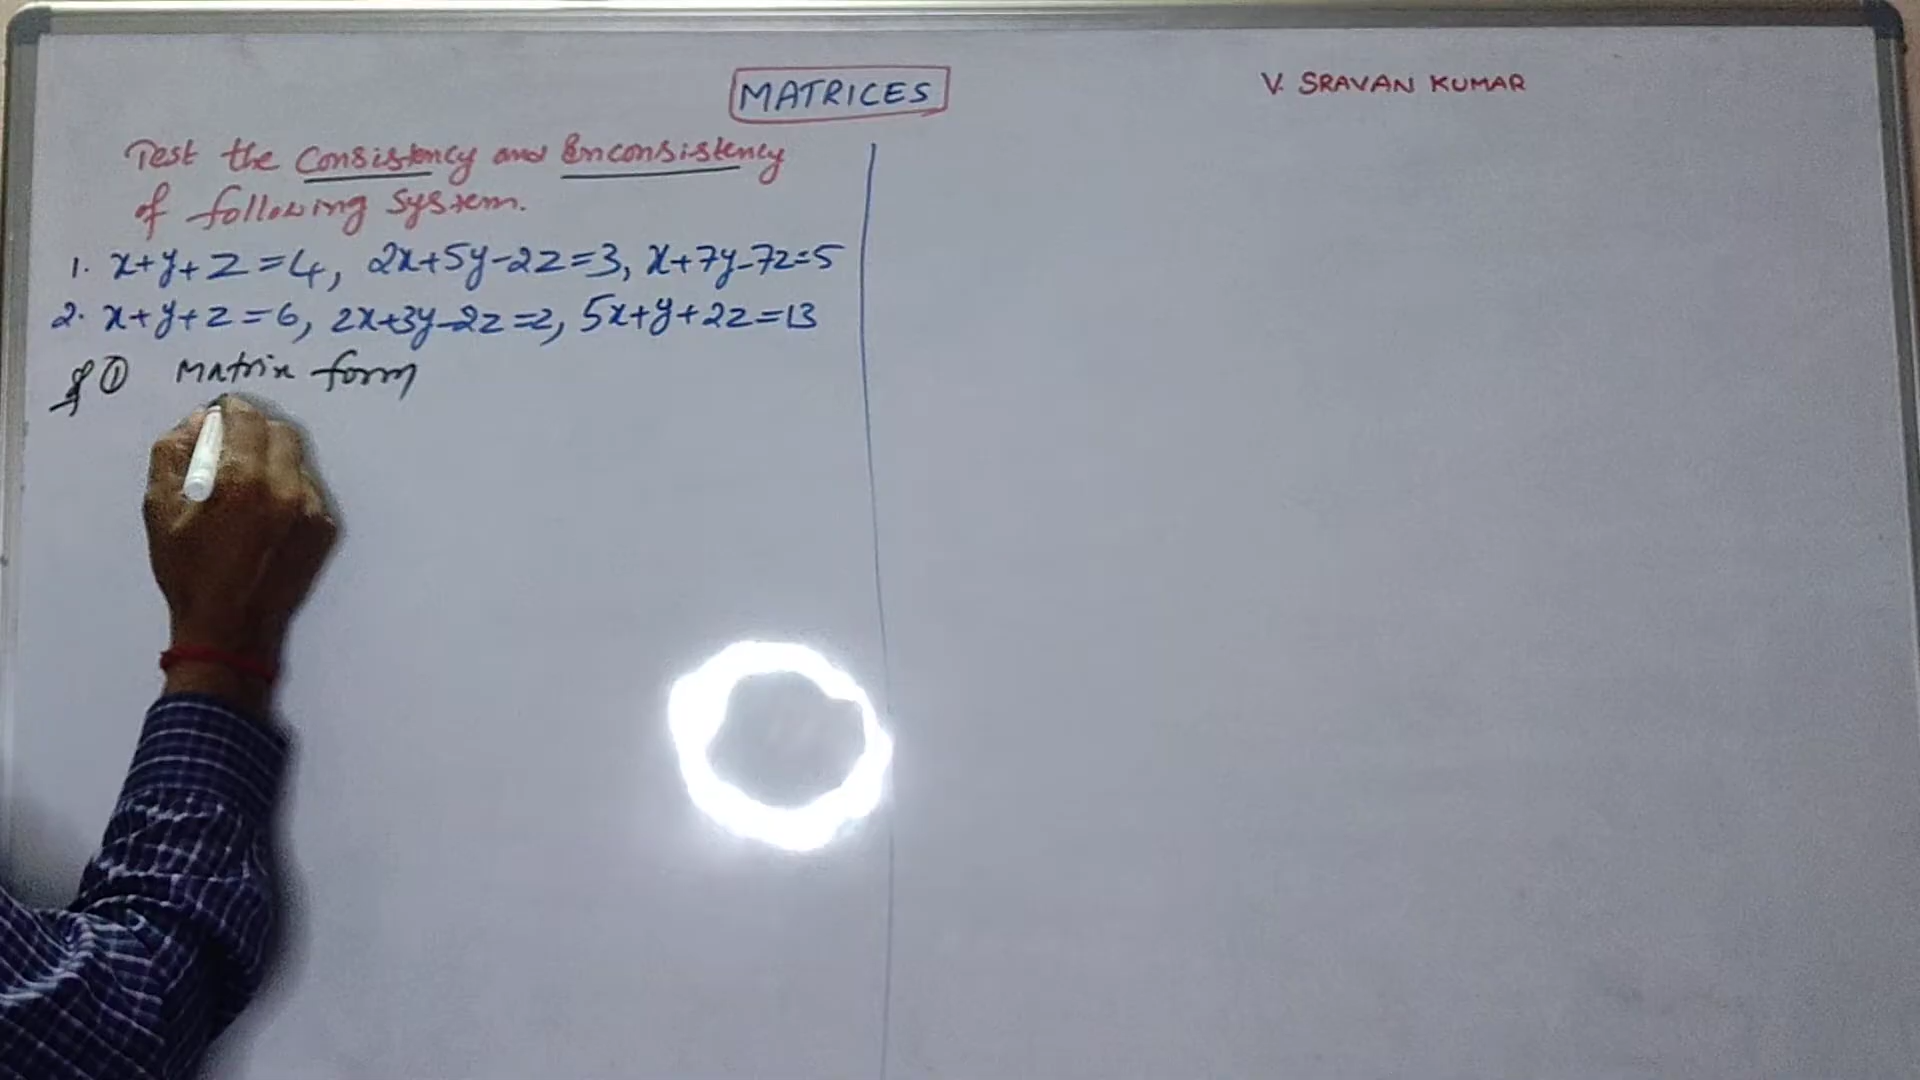 MATRICES
V. SRAVAN KUMAR
Test the Consistency and Inconsistency
of following System.
1. x+y+z=4, 2x+5y-2z=3, x+7y-7z=5
2. x+y+z=6, 2x+3y-2z=2, 5x+y+2z=13
① Matrix form